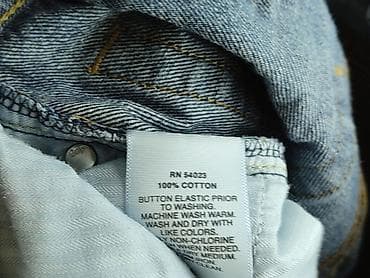 RN 54023
100% COTTON
BUTTON ELASTIC PRIOR
TO WASHING.
MACHINE WASH WARM.
WASH AND DRY WITH
LIKE COLORS.
NON-CHLORINE
WHEN NEEDED.
MEDIUM.
CLEAN.